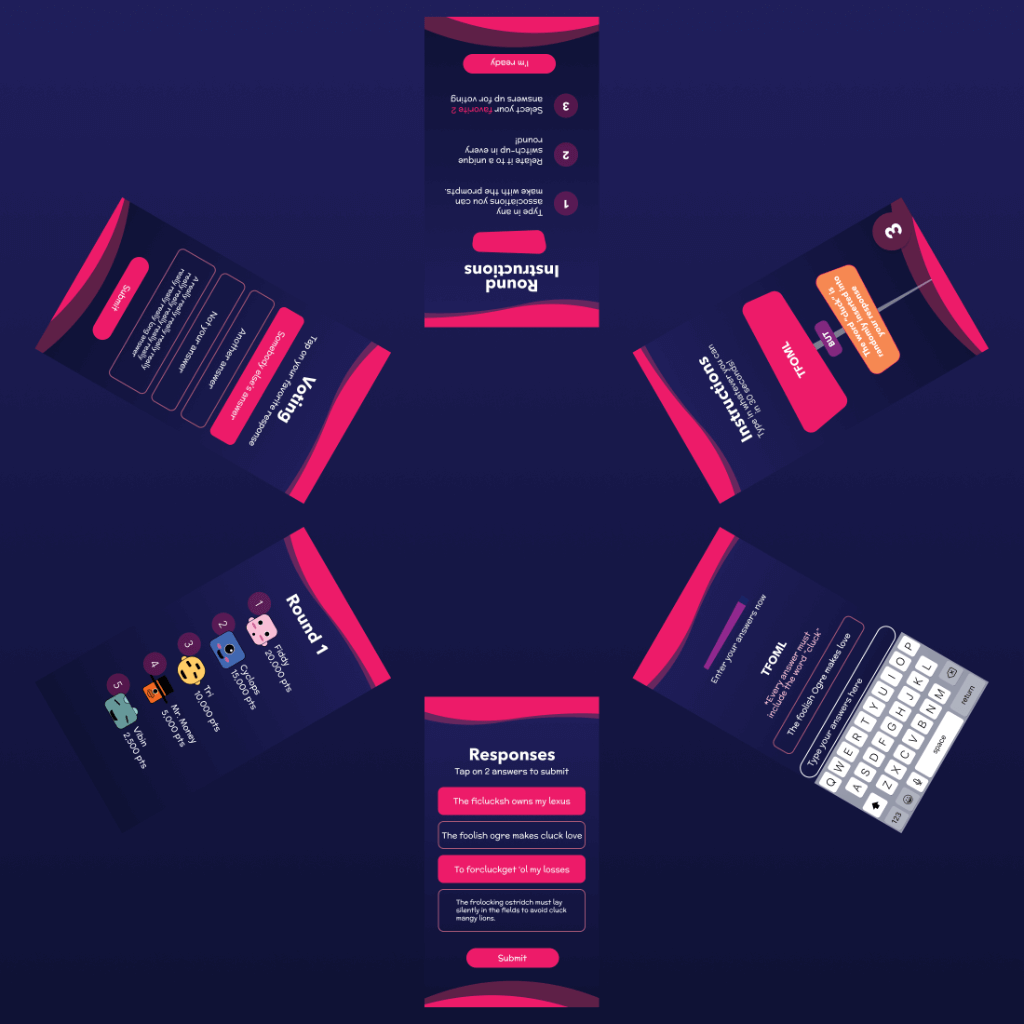 Round
Instructions
1
Type in any
associations you can
make with the prompts.
2
Relate it to a unique
switch-up in every
round!
3
Select your favorite 2
answers up for voting
I'm ready
Instructions
Type in whatever you can
in 30 seconds!
TFOML
BUT
The word "cluck" is
randomly inserted into
your response
3
Enter your answers now
TFOML
*Every answer must
include the word "cluck"
The foolish Ogre makes love
Type your answers here
Q W E R T Y U I O P
A S D F G H J K L
Z X C V B N M
123
space
return
Responses
Tap on 2 answers to submit
The ficlucksh owns my lexus
The foolish ogre makes cluck love
To forcluckget 'ol my losses
The frolocking ostridch must lay
silently in the fields to avoid cluck
mangy lions.
Submit
Round 1
1
Fiddy
20,000 pts
2
Cyclops
15,000 pts
3
Tri
10,000 pts
4
Mr. Money
5,000 pts
5
Vibin
2,500 pts
Voting
Tap on your favorite response
Somebody else's answer
Another answer
Not your answer
A really really really really
really really really really
really really long answer
Submit